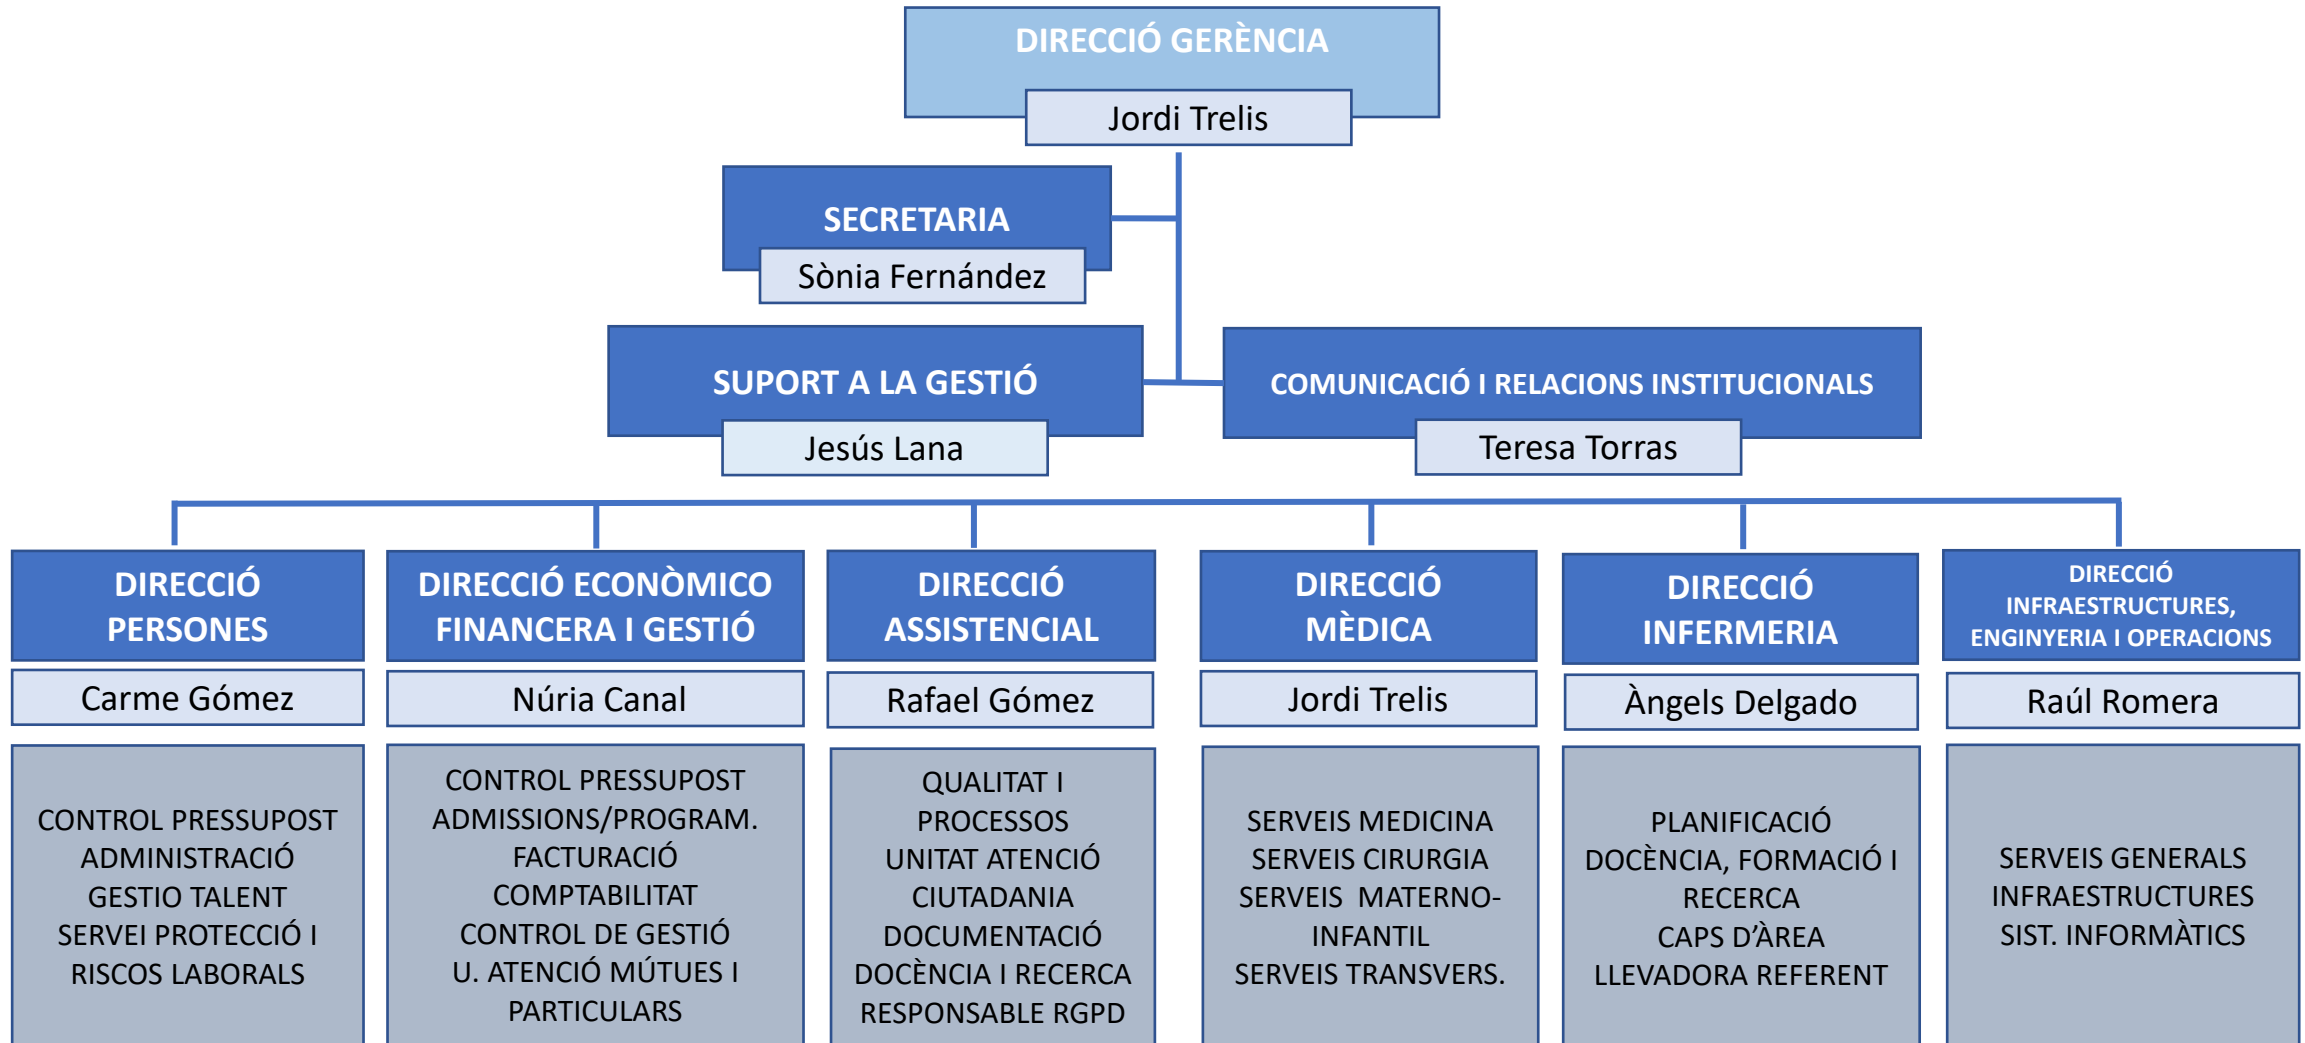 DIRECCIÓ GERÈNCIA
Jordi Trelis
SECRETARIA
Sònia Fernández
SUPORT A LA GESTIÓ
Jesús Lana
COMUNICACIÓ I RELACIONS INSTITUCIONALS
Teresa Torras
DIRECCIÓ
PERSONES
Carme Gómez
CONTROL PRESSUPOST
ADMINISTRACIÓ
GESTIO TALENT
SERVEI PROTECCIÓ I
RISCOS LABORALS
DIRECCIÓ ECONÒMICO
FINANCERA I GESTIÓ
Núria Canal
CONTROL PRESSUPOST
ADMISSIONS/PROGRAM.
FACTURACIÓ
COMPTABILITAT
CONTROL DE GESTIÓ
U. ATENCIÓ MÚTUES I
PARTICULARS
DIRECCIÓ
ASSISTENCIAL
Rafael Gómez
QUALITAT I
PROCESSOS
UNITAT ATENCIÓ
CIUTADANIA
DOCUMENTACIÓ
DOCÈNCIA I RECERCA
RESPONSABLE RGPD
DIRECCIÓ
MÈDICA
Jordi Trelis
SERVEIS MEDICINA
SERVEIS CIRURGIA
SERVEIS MATERNO-
INFANTIL
SERVEIS TRANSVERS.
DIRECCIÓ
INFERMERIA
Àngels Delgado
PLANIFICACIÓ
DOCÈNCIA, FORMACIÓ I
RECERCA
CAPS D’ÀREA
LLEVADORA REFERENT
DIRECCIÓ
INFRAESTRUCTURES,
ENGINYERIA I OPERACIONS
Raúl Romera
SERVEIS GENERALS
INFRAESTRUCTURES
SIST. INFORMÀTICS